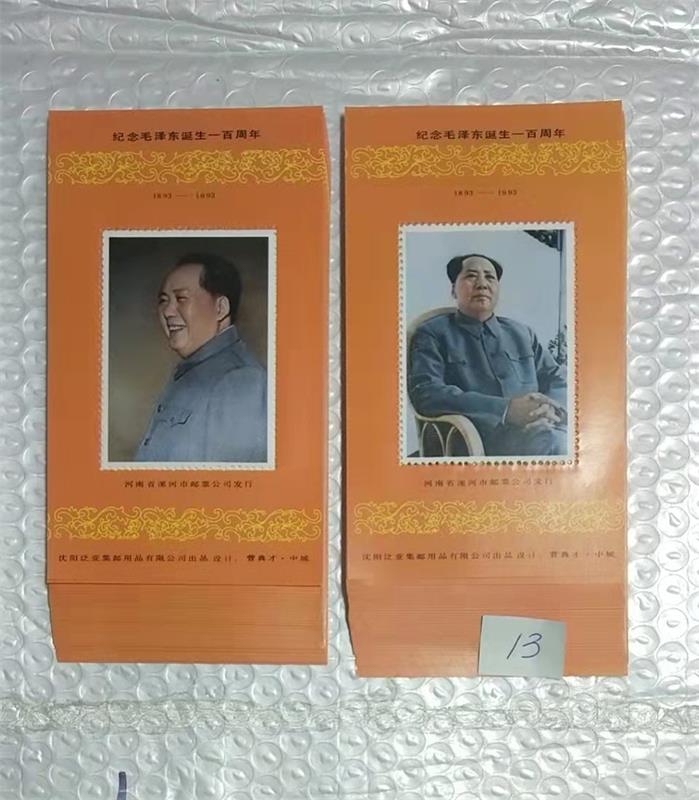 纪念毛泽东诞生一百周年
1893——1993
河南省漯河市邮票公司发行
沈阳泛亚集邮用品有限公司出品 设计：曹典才·中城
纪念毛泽东诞生一百周年
1893——1993
河南省漯河市邮票公司发行
沈阳泛亚集邮用品有限公司出品 设计：曹典才·中城
13